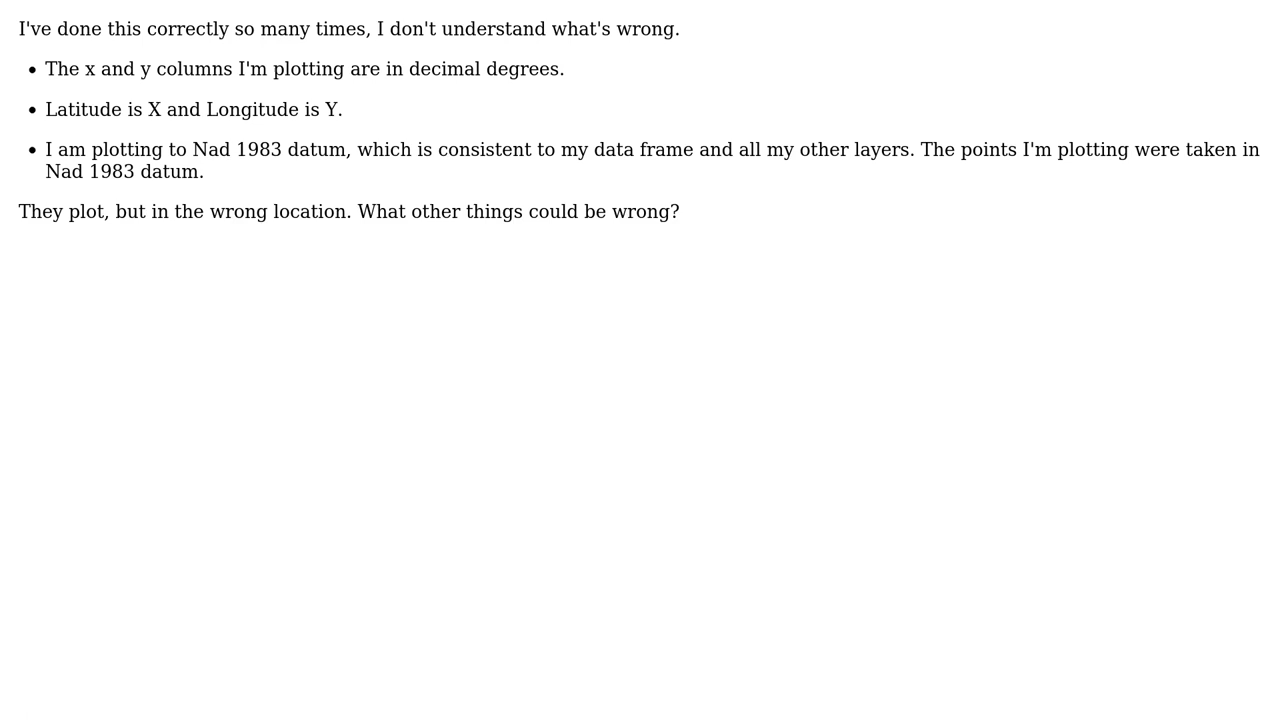 I've done this correctly so many times, I don't understand what's wrong.
• The x and y columns I'm plotting are in decimal degrees.
• Latitude is X and Longitude is Y.
• I am plotting to Nad 1983 datum, which is consistent to my data frame and all my other layers. The points I'm plotting were taken in
Nad 1983 datum.
They plot, but in the wrong location. What other things could be wrong?